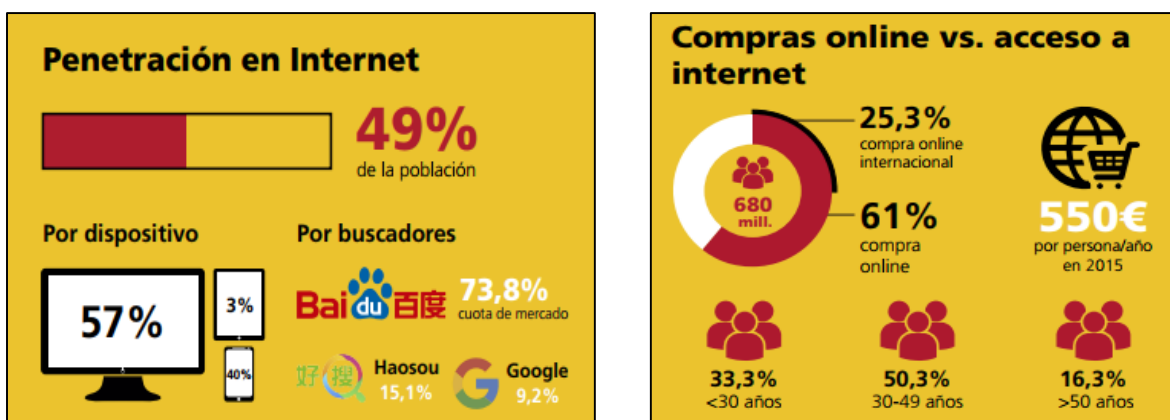 Penetración en Internet
49%
de la población
Por dispositivo
57%
3%
40%
Por buscadores
Baidu百度
73,8%
cuota de mercado
好搜
Haosou
15,1%
Google
9,2%
Compras online vs. acceso a
internet
680
mill.
25,3%
compra online
internacional
61%
compra
online
550€
por persona/año
en 2015
33,3%
<30 años
50,3%
30-49 años
16,3%
>50 años